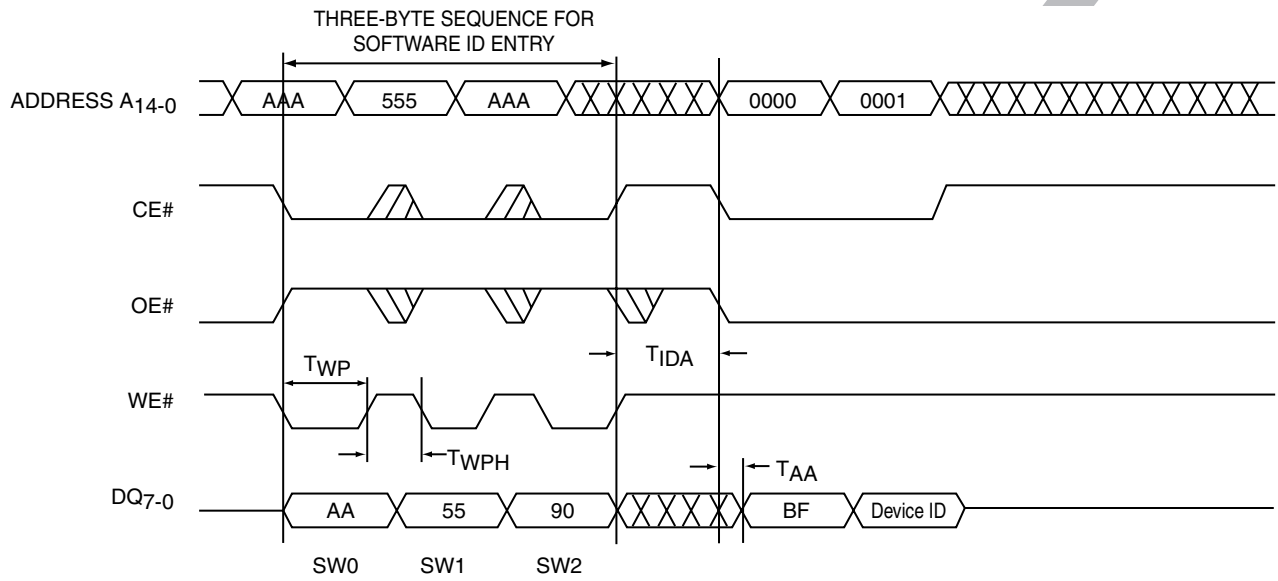 THREE-BYTE SEQUENCE FOR
SOFTWARE ID ENTRY
ADDRESS A14-0 AAA 555 AAA 0000 0001
CE#
OE#
TWP TIDA
WE#
TWPH TAA
DQ7-0 AA 55 90 BF Device ID
SW0 SW1 SW2